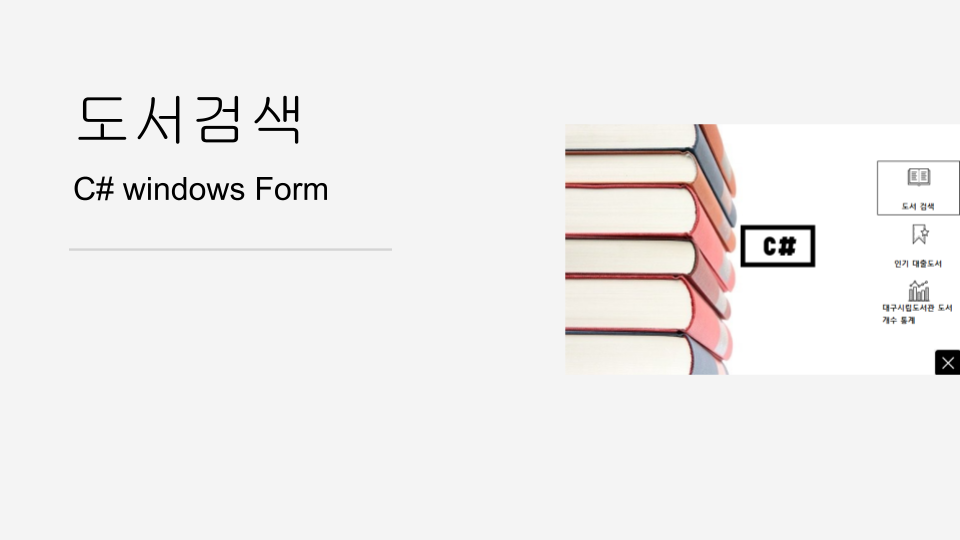 도서검색
C# windows Form
C#
도서 검색
인기 대출도서
대구시립도서관 도서
개수 통계